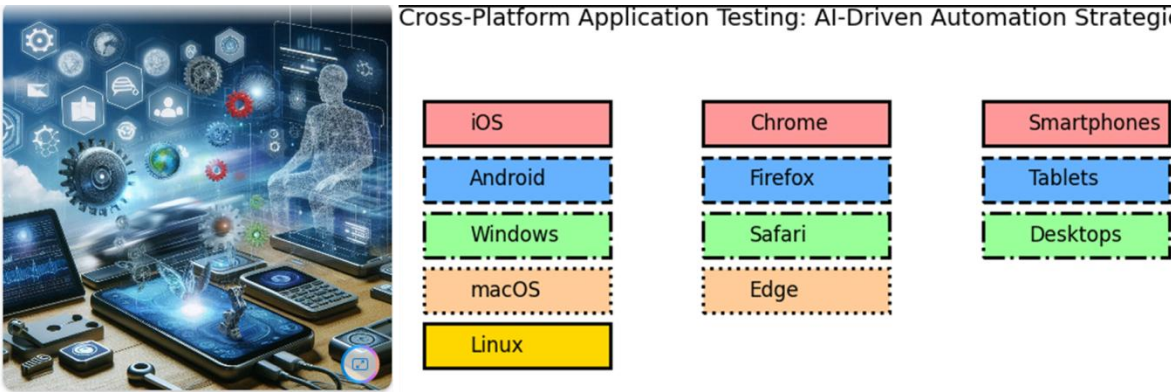 Cross-Platform Application Testing: AI-Driven Automation Strategi
iOS
Chrome
Smartphones
Android
Firefox
Tablets
Windows
Safari
Desktops
macOS
Edge
Linux